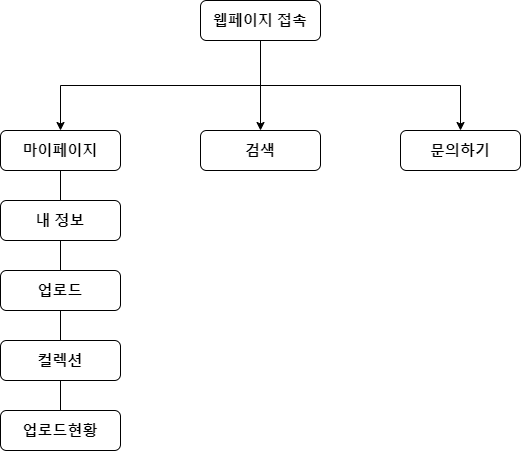 웹페이지 접속
마이페이지
검색
문의하기
내 정보
업로드
컬렉션
업로드현황